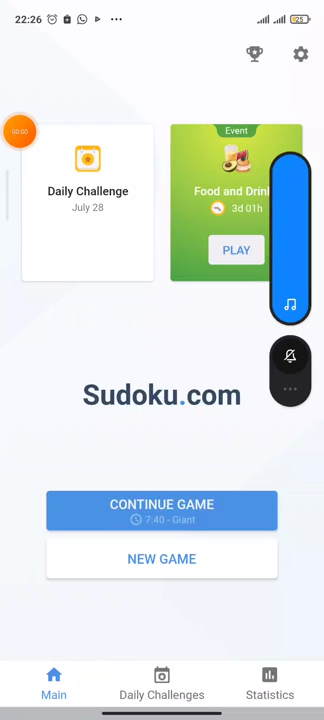 22:26
25
00:00
Event
Daily Challenge
July 28
Food and Drin
3d 01h
PLAY
Sudoku.com
CONTINUE GAME
7:40 - Giant
NEW GAME
Main
Daily Challenges
Statistics